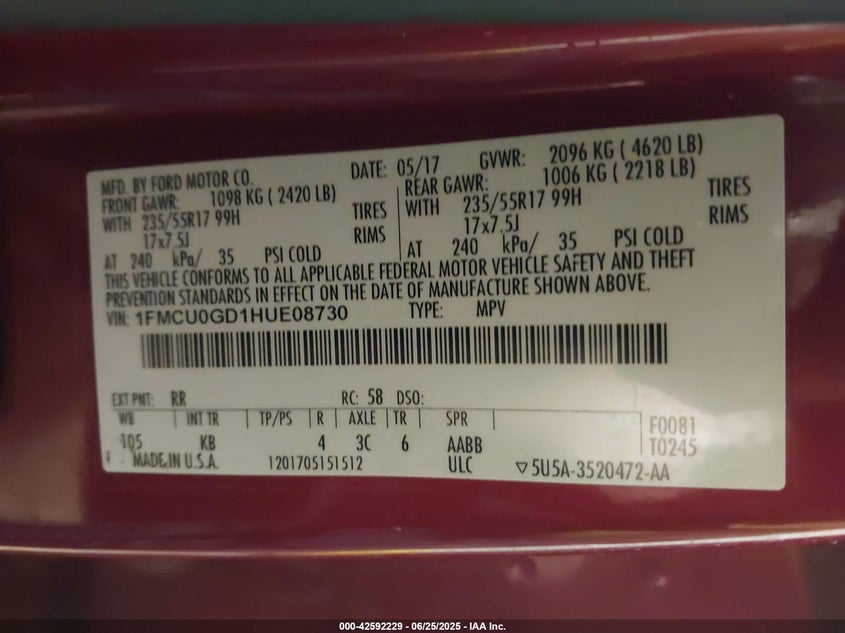 MFD. BY FORD MOTOR CO. DATE: 05/17 GVWR: 2096 KG ( 4620 LB)
FRONT GAWR: 1098 KG ( 2420 LB) REAR GAWR: 1006 KG ( 2218 LB)
WITH 235/55R17 99H TIRES WITH 235/55R17 99H TIRES
17x7.5J RIMS 17x7.5J RIMS
AT 240 kPa/ 35 PSI COLD AT 240 kPa/ 35 PSI COLD
THIS VEHICLE CONFORMS TO ALL APPLICABLE FEDERAL MOTOR VEHICLE SAFETY AND THEFT
PREVENTION STANDARDS IN EFFECT ON THE DATE OF MANUFACTURE SHOWN ABOVE.
VIN: 1FMCU0GD1HUE08730 TYPE: MPV
EXT PNT: RR RC: 58 DSO:
WB INT TR TP/PS R AXLE TR SPR F0081
105 KB 4 3C 6 AABB T0245
MADE IN U.S.A. 1201705151512 ULC ▽5U5A-3520472-AA
000-42592229 - 06/25/2025 - IAA Inc.